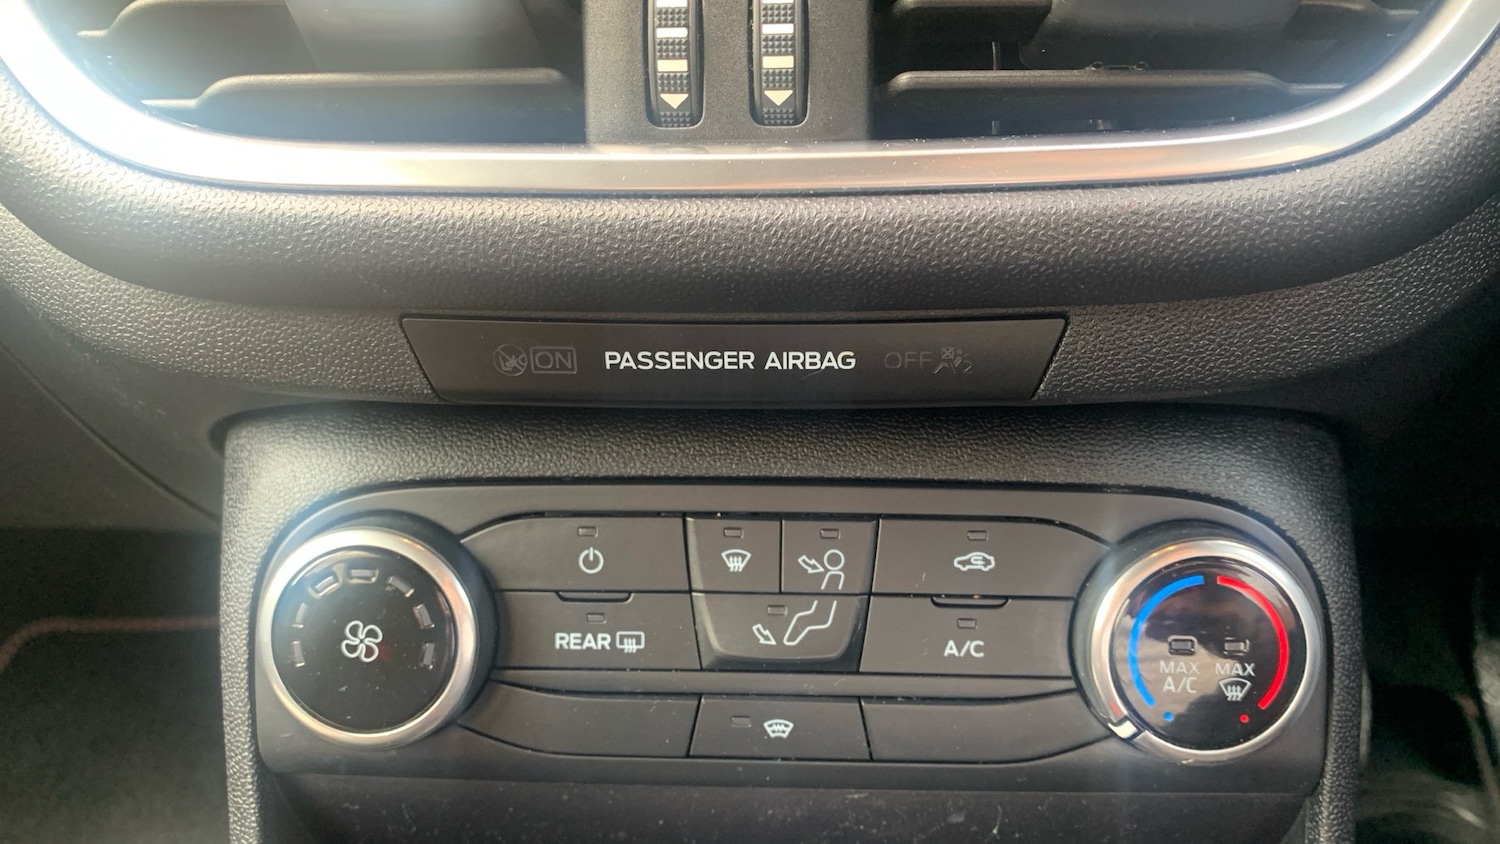 ON PASSENGER AIRBAG OFF
REAR
A/C
MAX
A/C
MAX